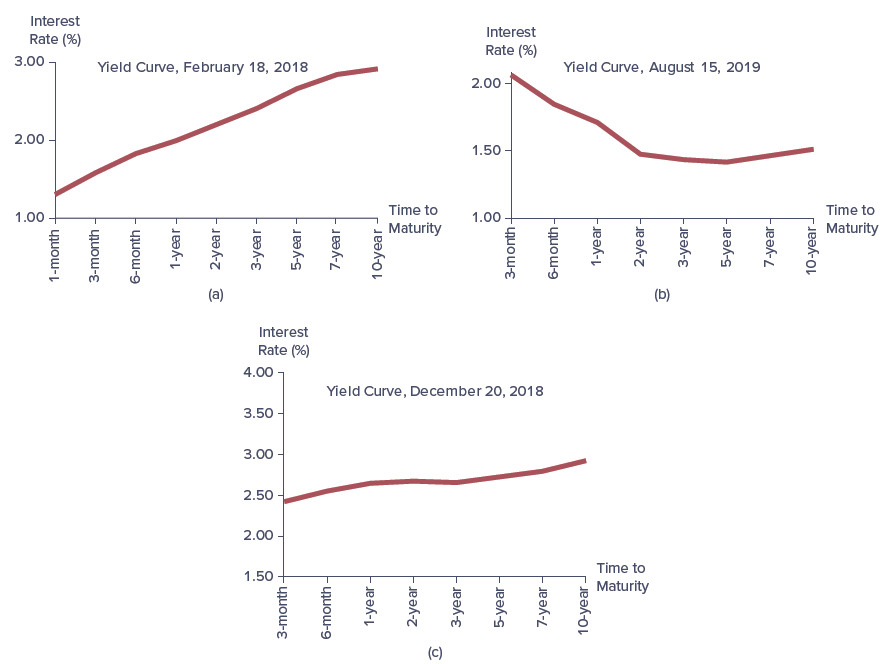 Interest
Rate (%)
Yield Curve, February 18, 2018
3.00
2.00
1.00
Time to
Maturity
1-month
3-month
6-month
1-year
2-year
3-year
5-year
7-year
10-year
(a)
Interest
Rate (%)
Yield Curve, August 15, 2019
2.00
1.50
1.00
Time to
Maturity
3-month
6-month
1-year
2-year
3-year
5-year
7-year
10-year
(b)
Interest
Rate (%)
4.00
Yield Curve, December 20, 2018
3.50
3.00
2.50
2.00
1.50
Time to
Maturity
3-month
6-month
1-year
2-year
3-year
5-year
7-year
10-year
(c)